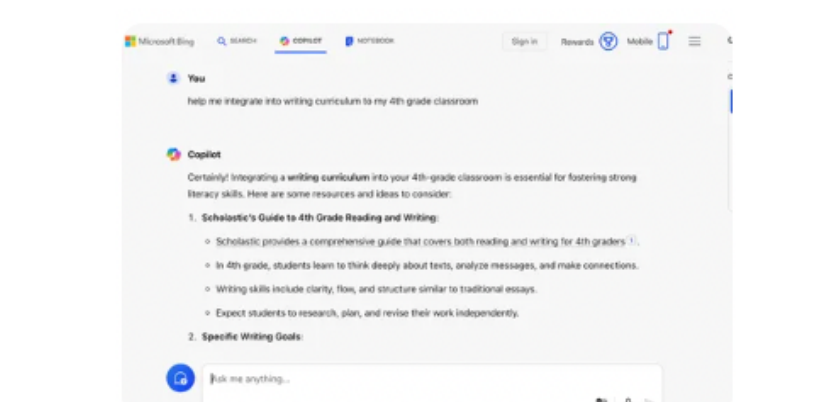 Microsoft Bing SEARCH COPILOT NOTEBOOK Sign in Rewards Mobile
You
help me integrate into writing curriculum to my 4th grade classroom
Copilot
Certainly! Integrating a writing curriculum into your 4th-grade classroom is essential for fostering strong
literacy skills. Here are some resources and ideas to consider:
1. Scholastic's Guide to 4th Grade Reading and Writing:
Scholastic provides a comprehensive guide that covers both reading and writing for 4th graders 1.
In 4th grade, students learn to think deeply about texts, analyze messages, and make connections.
Writing skills include clarity, flow, and structure similar to traditional essays.
Expect students to research, plan, and revise their work independently.
2. Specific Writing Goals:
Ask me anything...